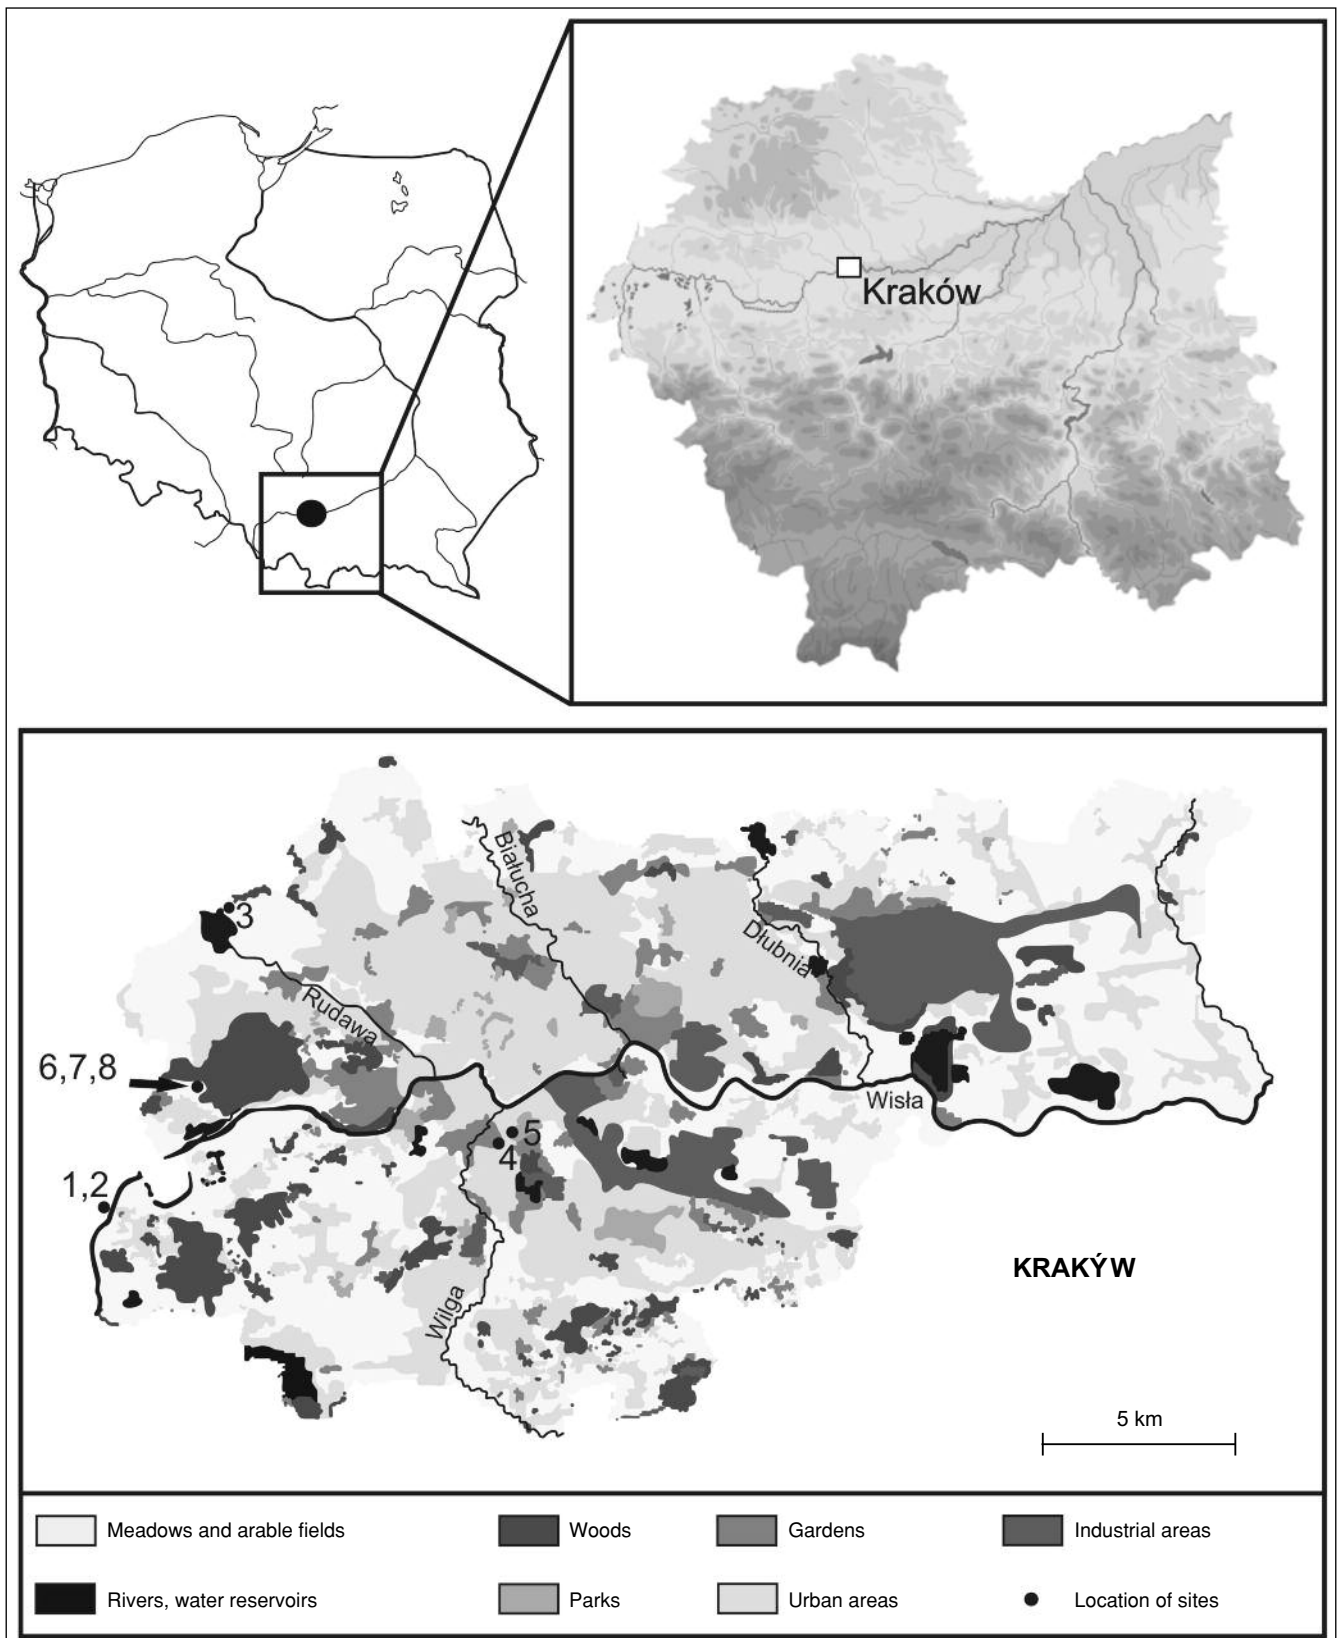 Kraków
Białucha
3
Dłubnia
Rudawa
6,7,8
Wisła
5
4
1,2
KRAKÝW
Wilga
5 km
Meadows and arable fields
Woods
Gardens
Industrial areas
Rivers, water reservoirs
Parks
Urban areas
Location of sites